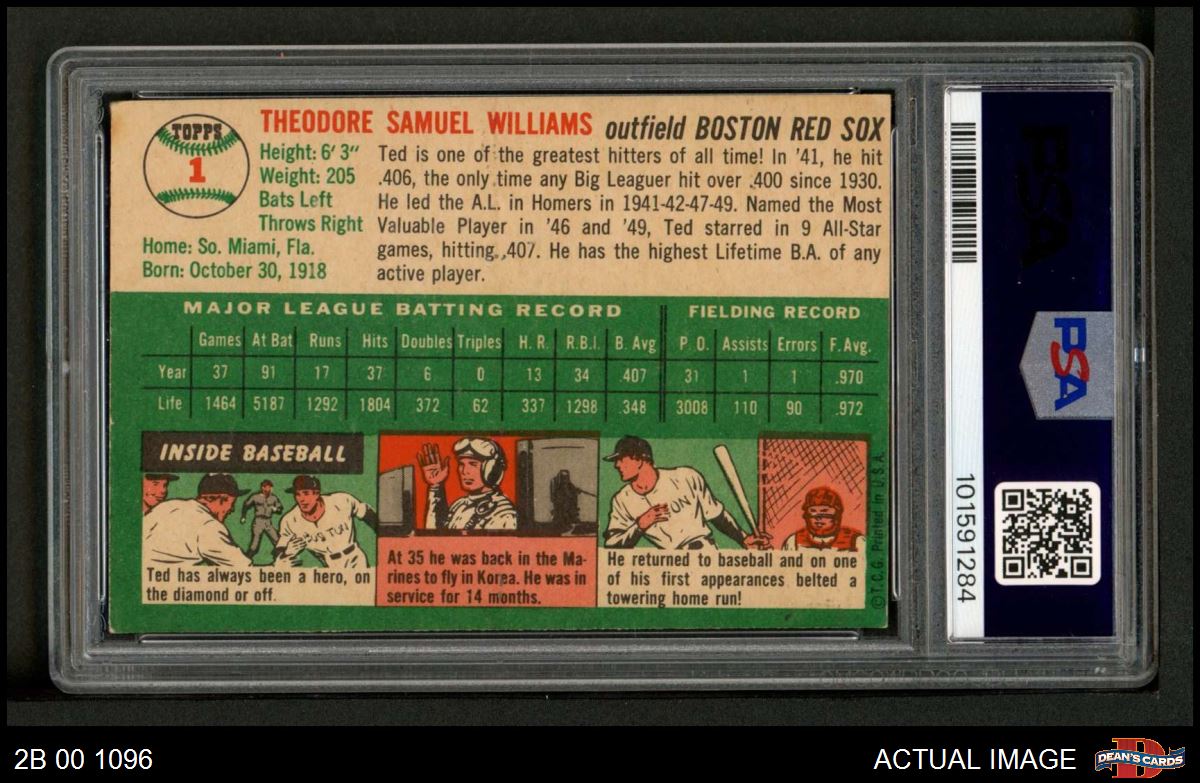 TOPPS
1
THEODORE SAMUEL WILLIAMS outfield BOSTON RED SOX
Height: 6' 3"
Weight: 205
Bats Left
Throws Right
Home: So. Miami, Fla.
Born: October 30, 1918
Ted is one of the greatest hitters of all time! In '41, he hit
.406, the only time any Big Leaguer hit over .400 since 1930.
He led the A.L. in Homers in 1941-42-47-49. Named the Most
Valuable Player in '46 and '49, Ted starred in 9 All-Star
games, hitting .407. He has the highest Lifetime B.A. of any
active player.
MAJOR LEAGUE BATTING RECORD FIELDING RECORD
Games At Bat Runs Hits Doubles Triples H. R. R.B.I. B. Avg P. O. Assists Errors F. Avg.
Year 37 91 17 37 6 0 13 34 .407 31 1 1 .970
Life 1464 5187 1292 1804 372 62 337 1298 .348 3008 110 90 .972
INSIDE BASEBALL
Ted has always been a hero, on
the diamond or off.
At 35 he was back in the Ma-
rines to fly in Korea. He was in
service for 14 months.
He returned to baseball and on one
of his first appearances belted a
towering home run!
© T.C.G. Printed in U.S.A.
PSA
PSA
101591284
2B 00 1096
ACTUAL IMAGE
DEAN'S CARDS